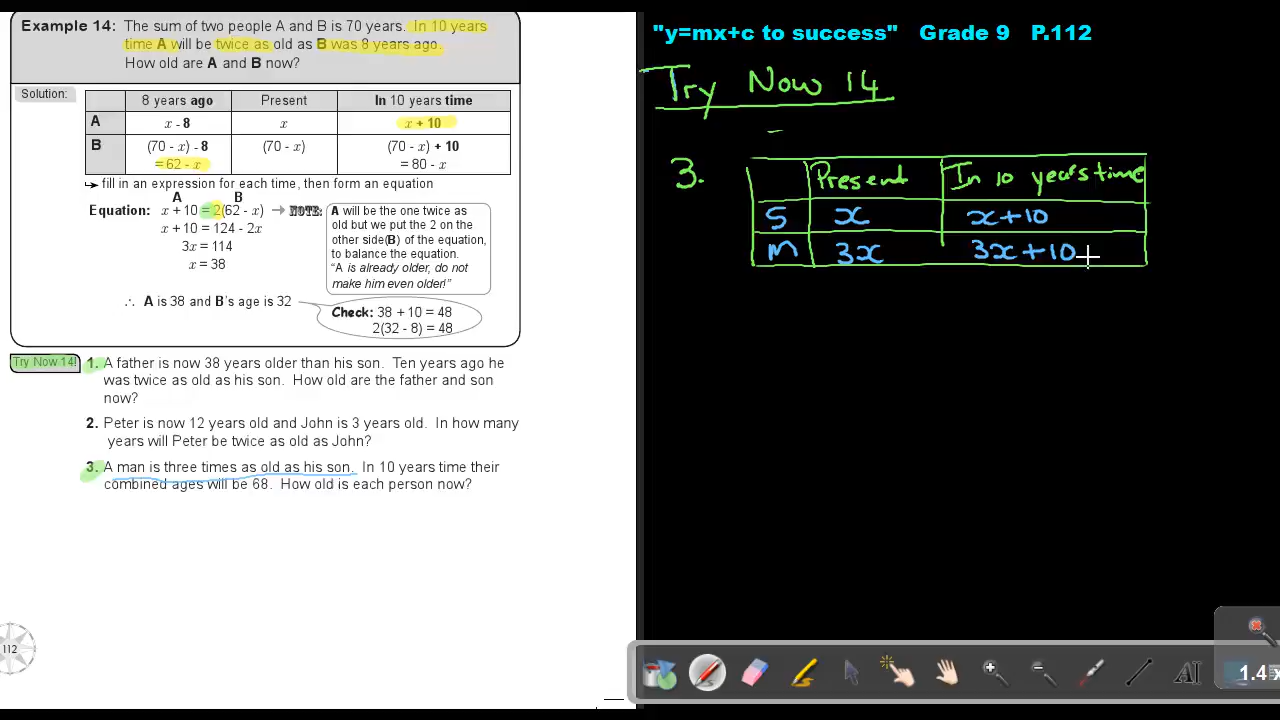 Example 14: The sum of two people A and B is 70 years. In 10 years
time A will be twice as old as B was 8 years ago.
How old are A and B now?
Solution:
8 years ago Present In 10 years time
A x - 8 x x + 10
B (70 - x) - 8 (70 - x) (70 - x) + 10
= 62 - x = 80 - x
fill in an expression for each time, then form an equation
A B
Equation: x + 10 = 2(62 - x) → NOTE:
x + 10 = 124 - 2x
3x = 114
x = 38
A will be the one twice as
old but we put the 2 on the
other side(B) of the equation,
to balance the equation.
"A is already older, do not
make him even older!"
∴ A is 38 and B's age is 32
Check: 38 + 10 = 48
2(32 - 8) = 48
Try Now 14!
1. A father is now 38 years older than his son. Ten years ago he
was twice as old as his son. How old are the father and son
now?
2. Peter is now 12 years old and John is 3 years old. In how many
years will Peter be twice as old as John?
3. A man is three times as old as his son. In 10 years time their
combined ages will be 68. How old is each person now?
112
"y=mx+c to success" Grade 9 P.112
Try Now 14
3.
Present In 10 years time
S x x+10
M 3x 3x+10
AI
1.4x